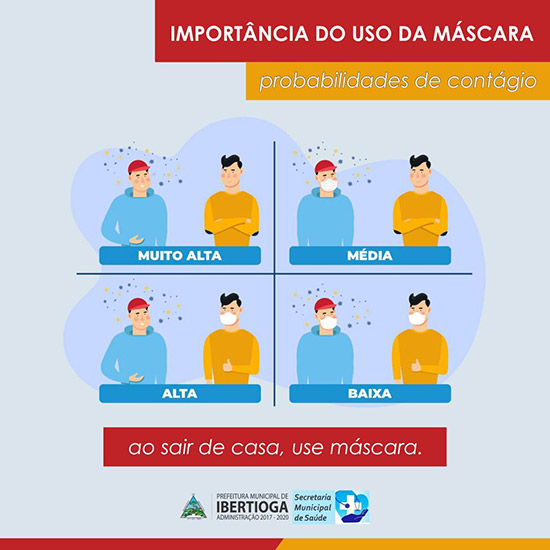 IMPORTÂNCIA DO USO DA MÁSCARA
probabilidades de contágio
MUITO ALTA
MÉDIA
ALTA
BAIXA
ao sair de casa, use máscara.
PREFEITURA MUNICIPAL DE
IBERTIOGA
ADMINISTRAÇÃO 2017 - 2020
Secretaria
Municipal
de Saúde